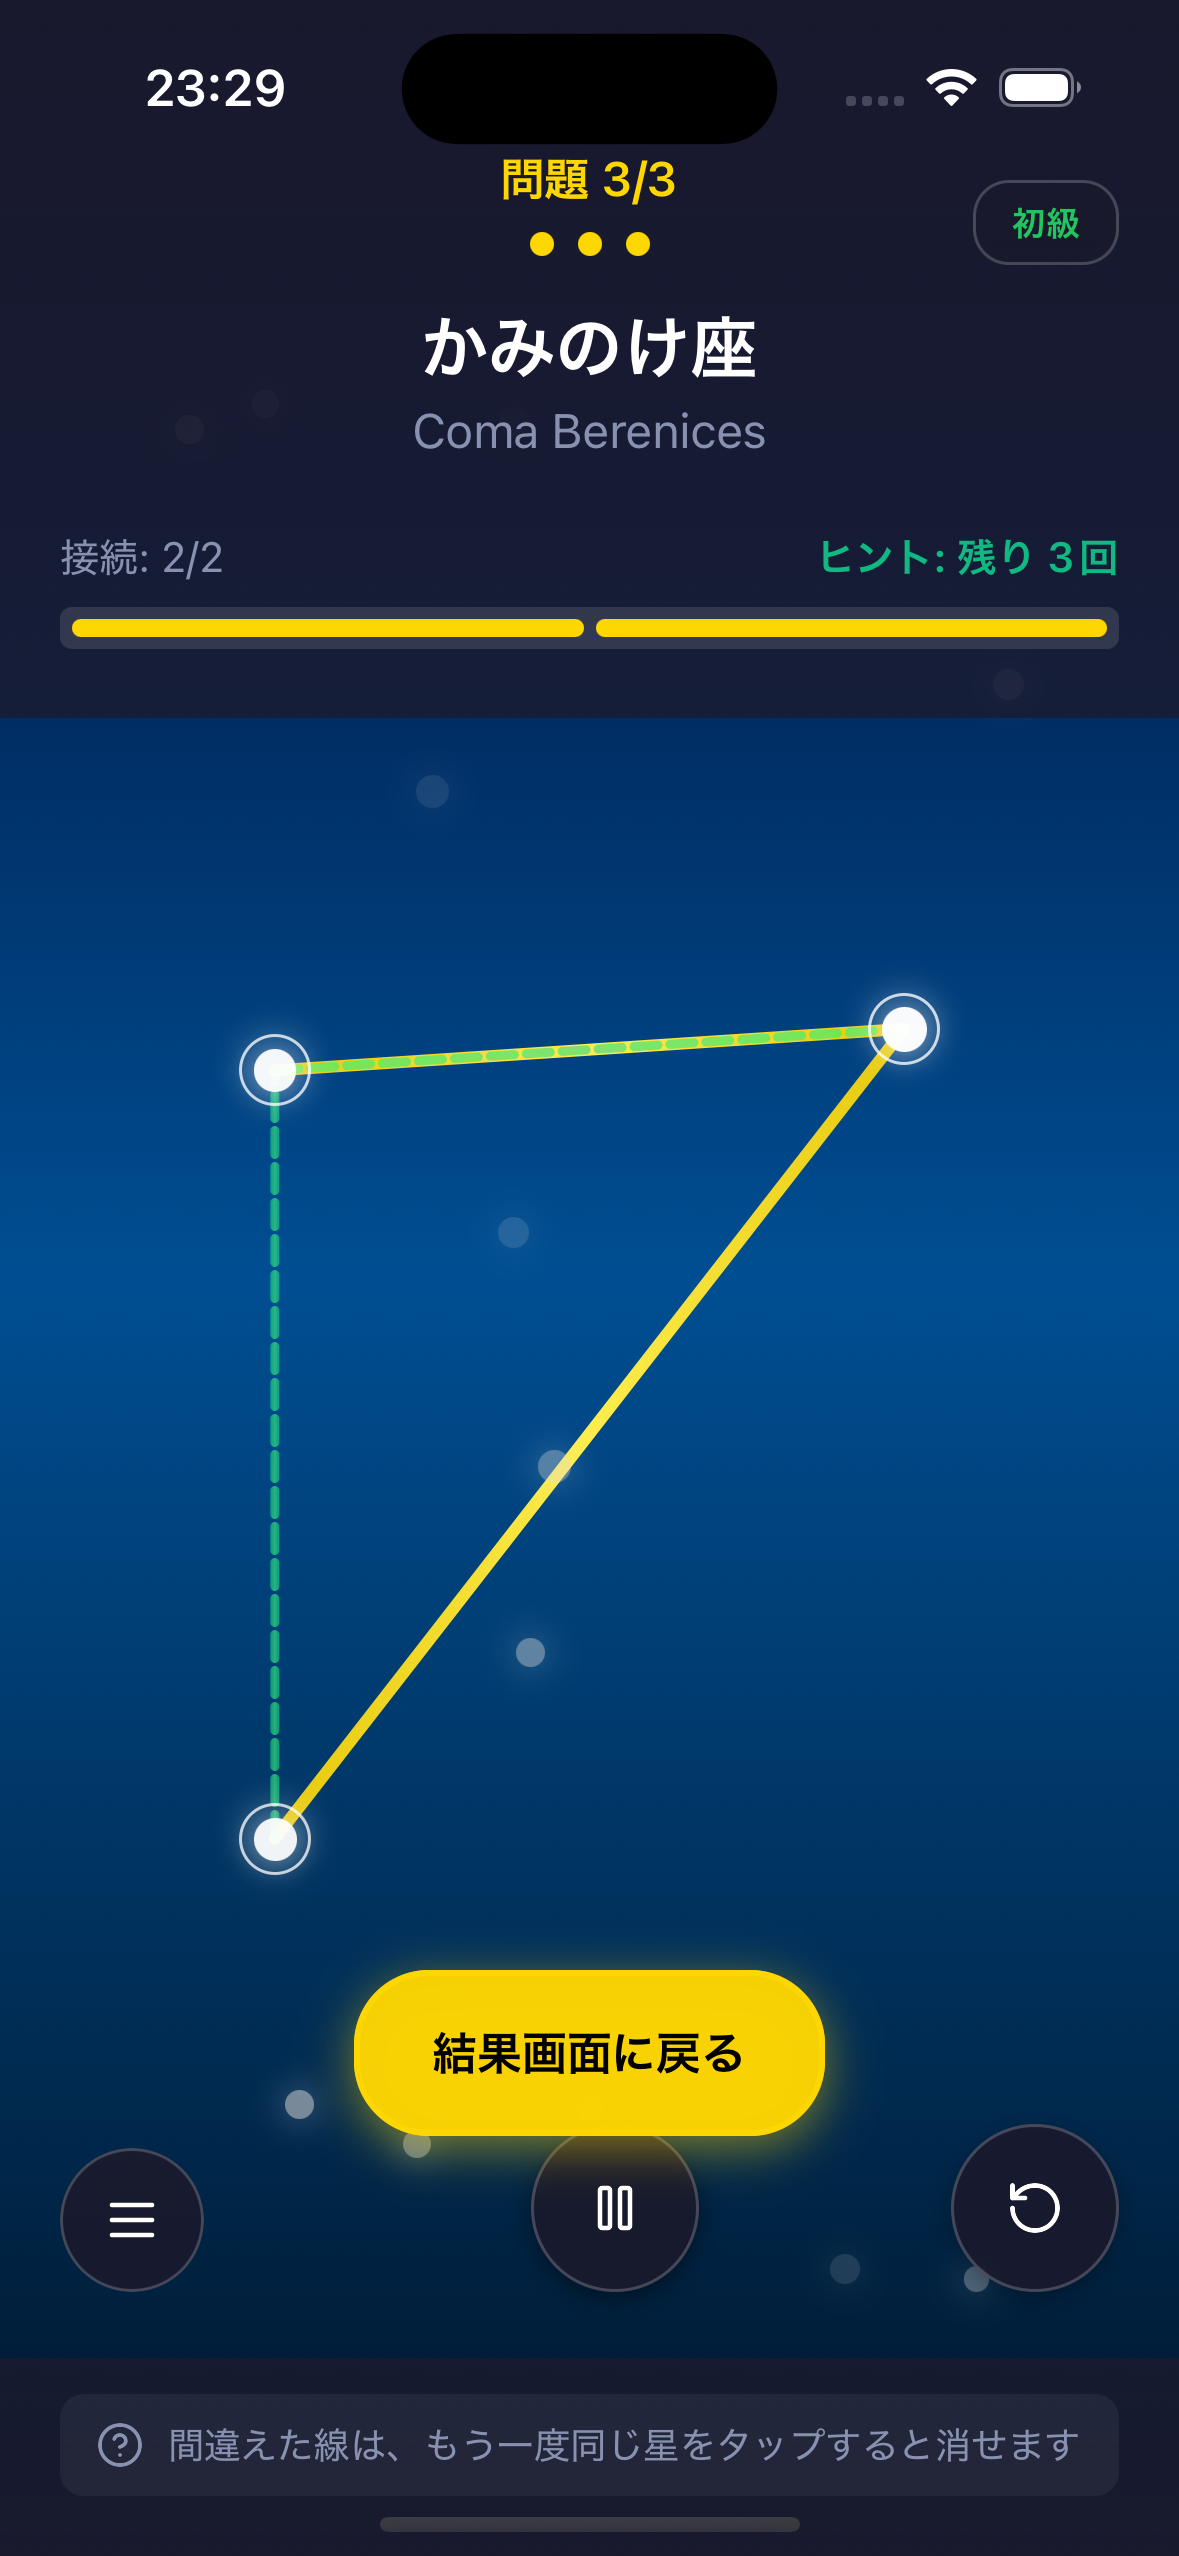 23:29
問題 3/3
初級
かみのけ座
Coma Berenices
接続: 2/2
ヒント: 残り 3回
結果画面に戻る
間違えた線は、もう一度同じ星をタップすると消せます